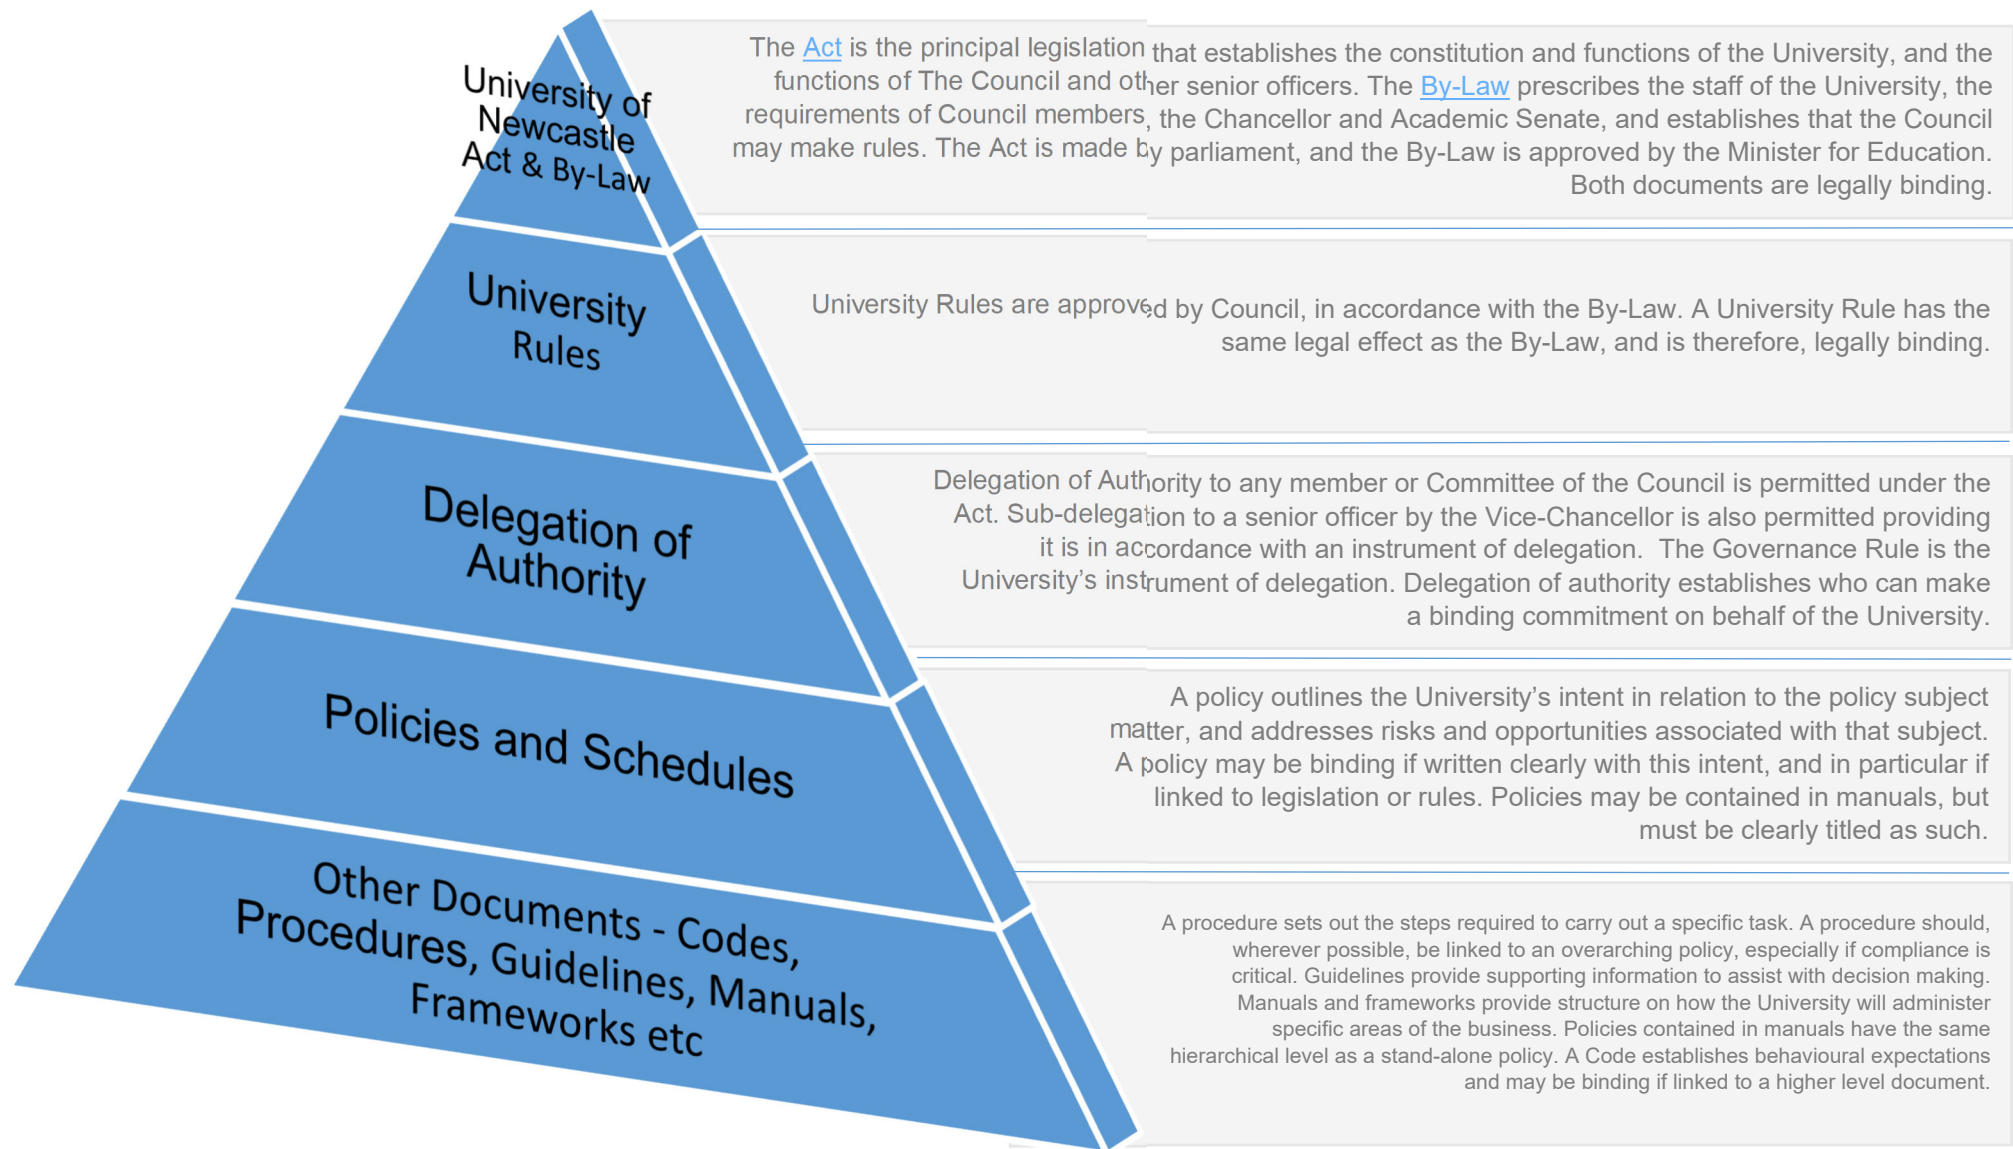 University of
Newcastle
Act & By-Law
The Act is the principal legislation that establishes the constitution and functions of the University, and the
functions of The Council and other senior officers. The By-Law prescribes the staff of the University, the
requirements of Council members, the Chancellor and Academic Senate, and establishes that the Council
may make rules. The Act is made by parliament, and the By-Law is approved by the Minister for Education.
Both documents are legally binding.
University
Rules
University Rules are approved by Council, in accordance with the By-Law. A University Rule has the
same legal effect as the By-Law, and is therefore, legally binding.
Delegation of
Authority
Delegation of Authority to any member or Committee of the Council is permitted under the
Act. Sub-delegation to a senior officer by the Vice-Chancellor is also permitted providing
it is in accordance with an instrument of delegation. The Governance Rule is the
University’s instrument of delegation. Delegation of authority establishes who can make
a binding commitment on behalf of the University.
Policies and Schedules
A policy outlines the University’s intent in relation to the policy subject
matter, and addresses risks and opportunities associated with that subject.
A policy may be binding if written clearly with this intent, and in particular if
linked to legislation or rules. Policies may be contained in manuals, but
must be clearly titled as such.
Other Documents - Codes,
Procedures, Guidelines, Manuals,
Frameworks etc
A procedure sets out the steps required to carry out a specific task. A procedure should,
wherever possible, be linked to an overarching policy, especially if compliance is
critical. Guidelines provide supporting information to assist with decision making.
Manuals and frameworks provide structure on how the University will administer
specific areas of the business. Policies contained in manuals have the same
hierarchical level as a stand-alone policy. A Code establishes behavioural expectations
and may be binding if linked to a higher level document.